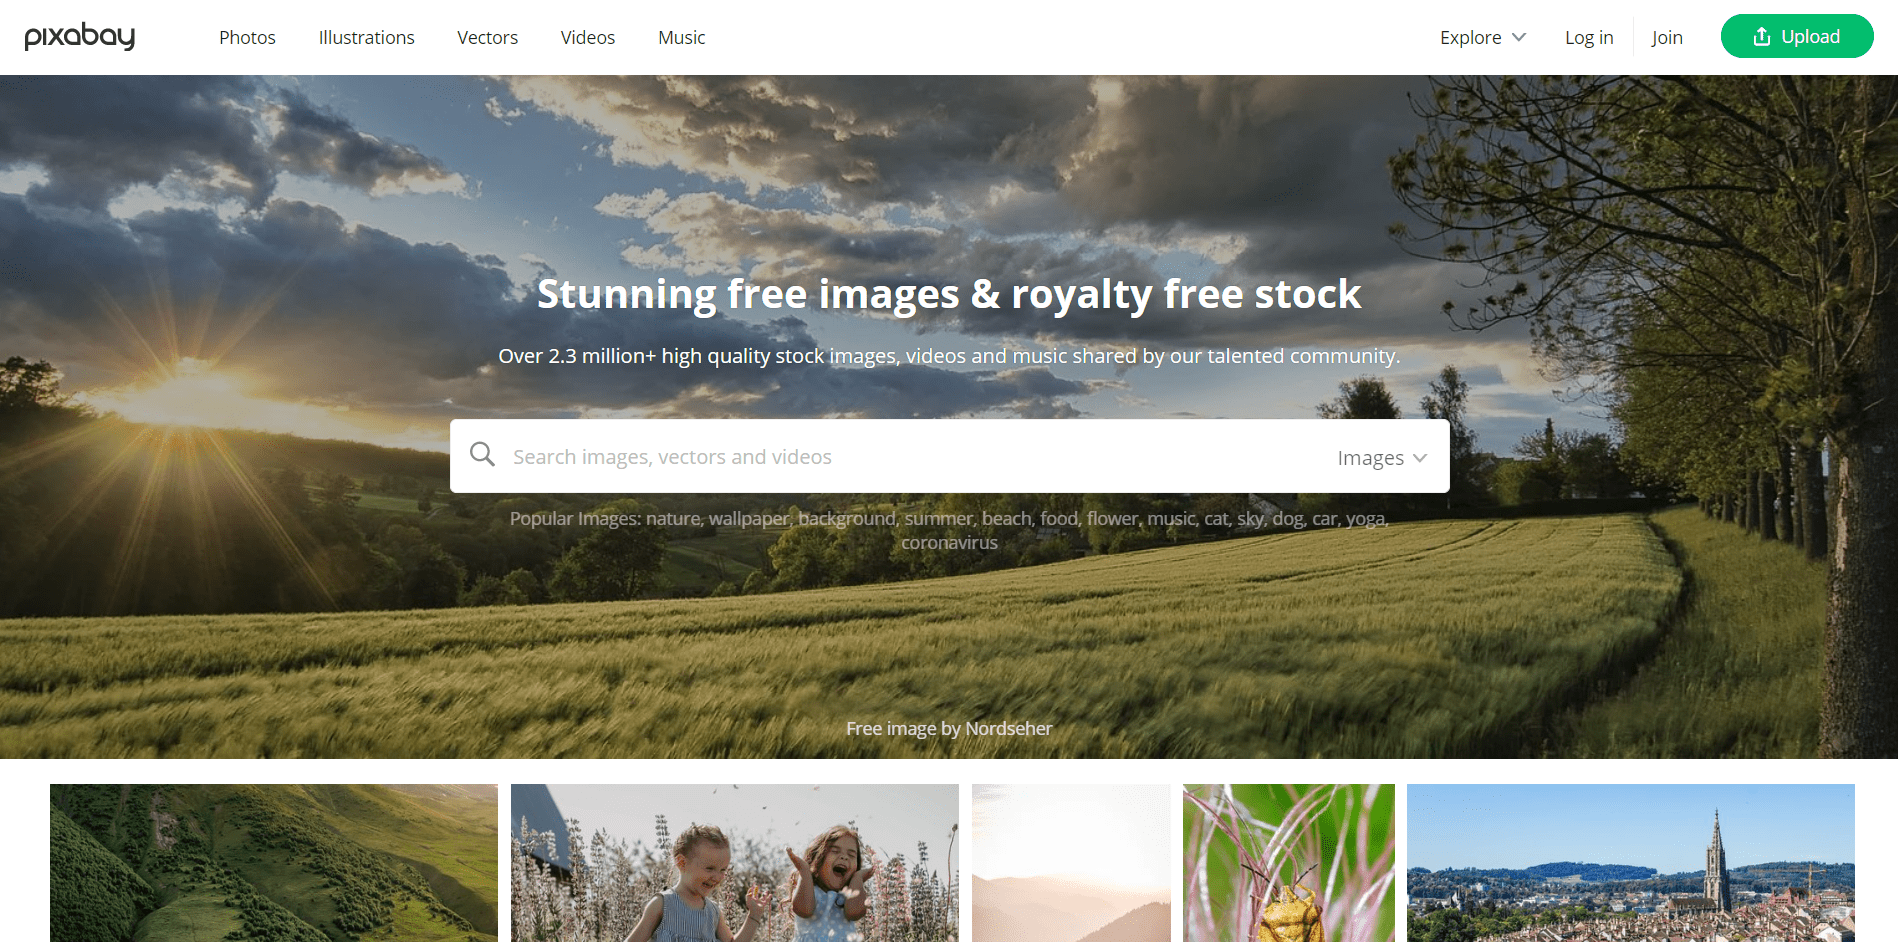 pixabay
Photos
Illustrations
Vectors
Videos
Music
Explore
Log in
Join
Upload
Stunning free images & royalty free stock
Over 2.3 million+ high quality stock images, videos and music shared by our talented community.
Search images, vectors and videos
Images
Popular Images: nature, wallpaper, background, summer, beach, food, flower, music, cat, sky, dog, car, yoga,
coronavirus
Free image by Nordseher